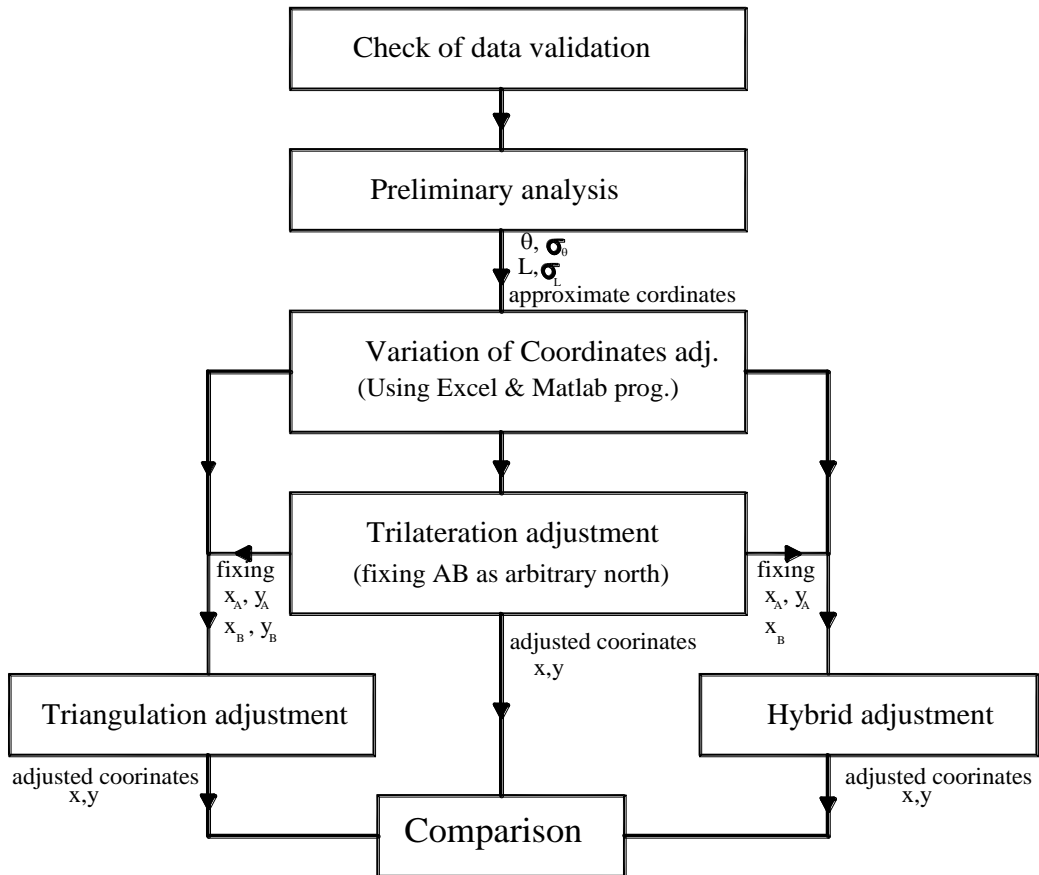 Check of data validation
Preliminary analysis
θ, σθ
L, σL
approximate cordinates
Variation of Coordinates adj.
(Using Excel & Matlab prog.)
Trilateration adjustment
(fixing AB as arbitrary north)
fixing
xA, yA
xB , yB
fixing
xA, yA
xB
adjusted coorinates
x,y
Triangulation adjustment
Hybrid adjustment
adjusted coorinates
x,y
adjusted coorinates
x,y
Comparison